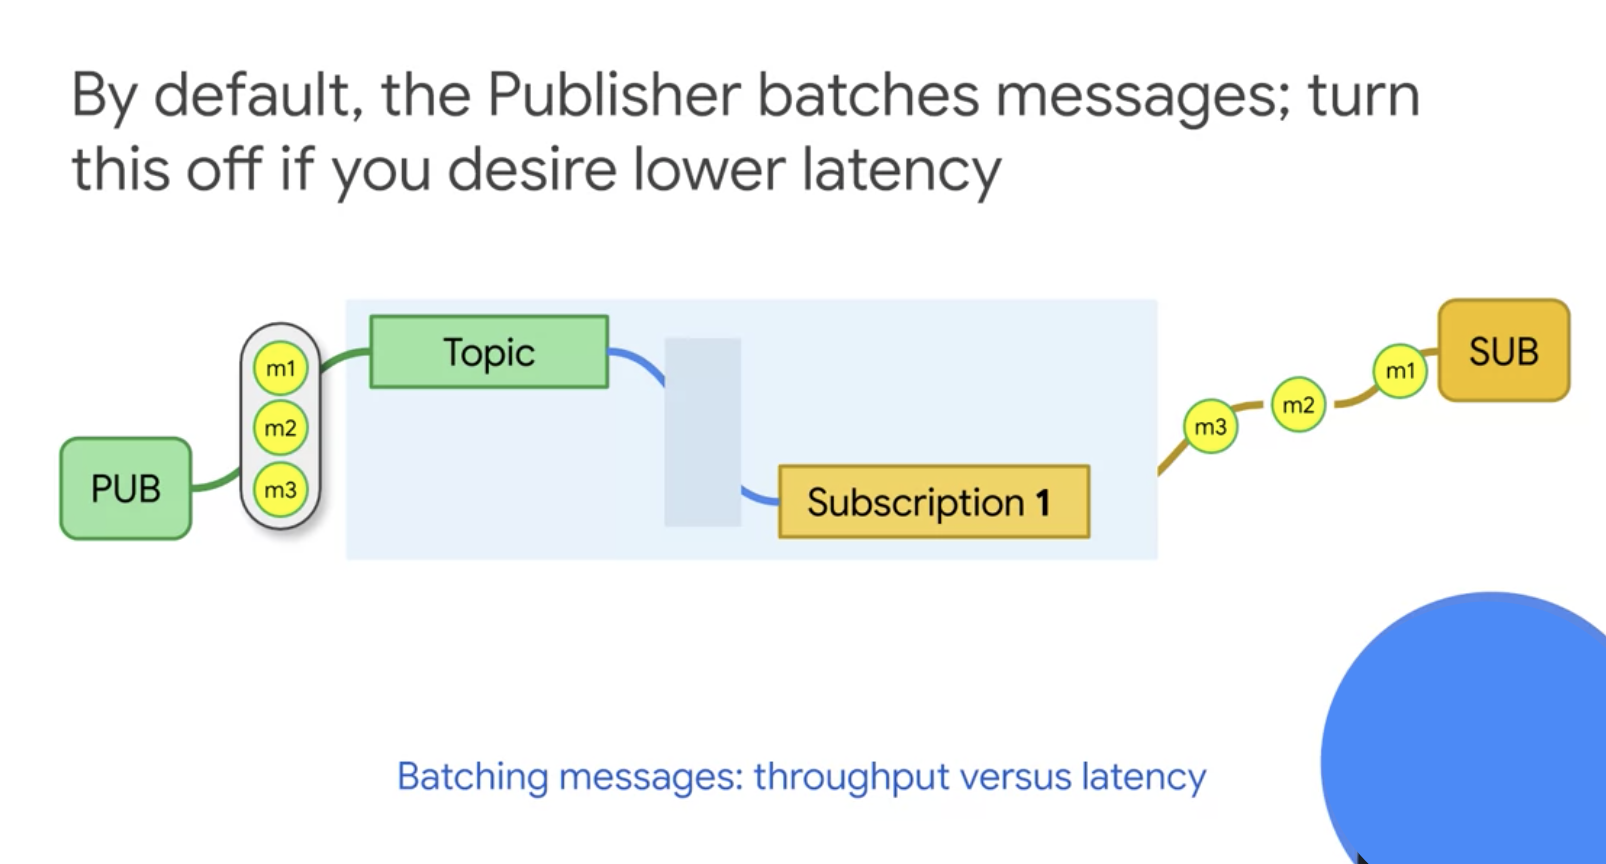 By default, the Publisher batches messages; turn
this off if you desire lower latency
Topic
m1
m2
m3
PUB
Subscription 1
m3
m2
m1
SUB
Batching messages: throughput versus latency